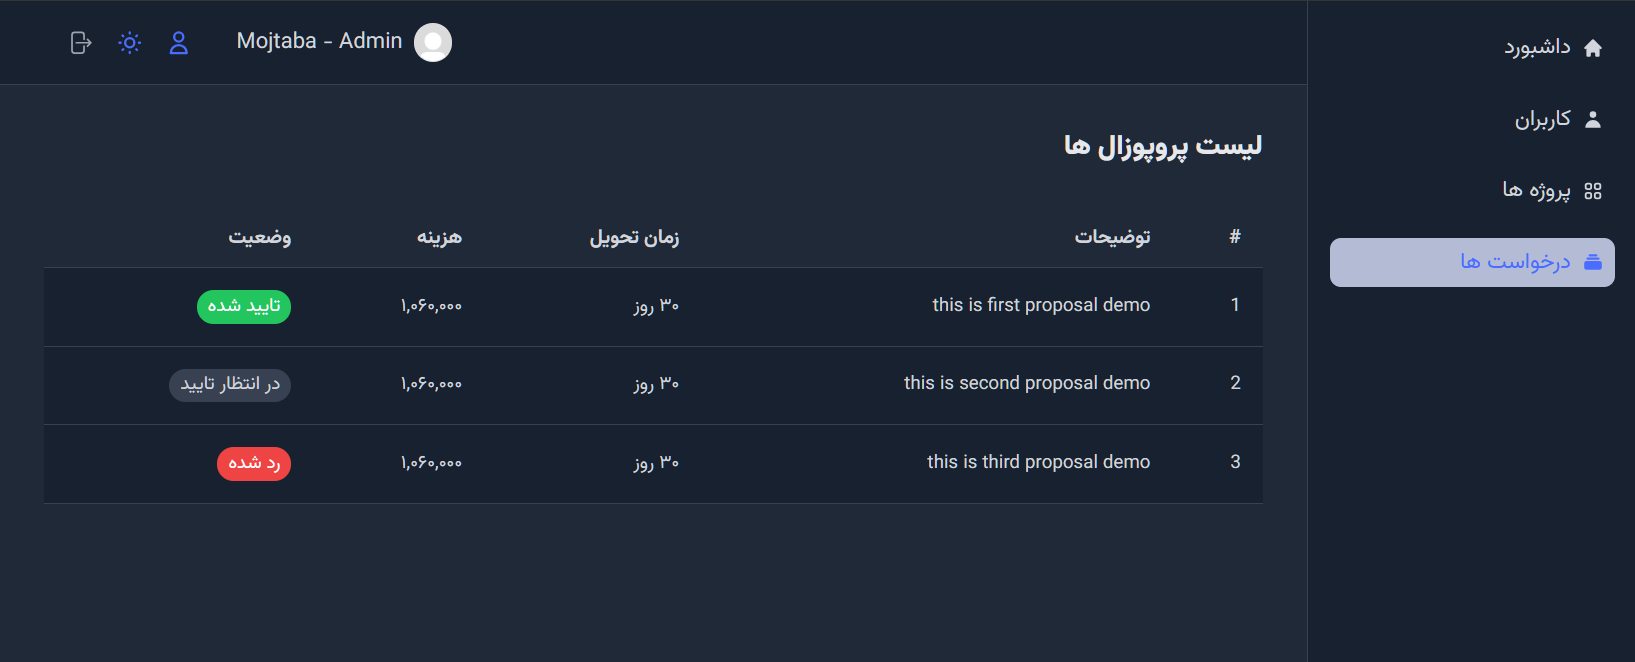 داشبورد
کاربران
پروژه ها
درخواست ها
Mojtaba - Admin
لیست پروپوزال ها
# توضیحات زمان تحویل هزینه وضعیت
1 this is first proposal demo ۳۰ روز ۱,۰۶۰,۰۰۰ تایید شده
2 this is second proposal demo ۳۰ روز ۱,۰۶۰,۰۰۰ در انتظار تایید
3 this is third proposal demo ۳۰ روز ۱,۰۶۰,۰۰۰ رد شده